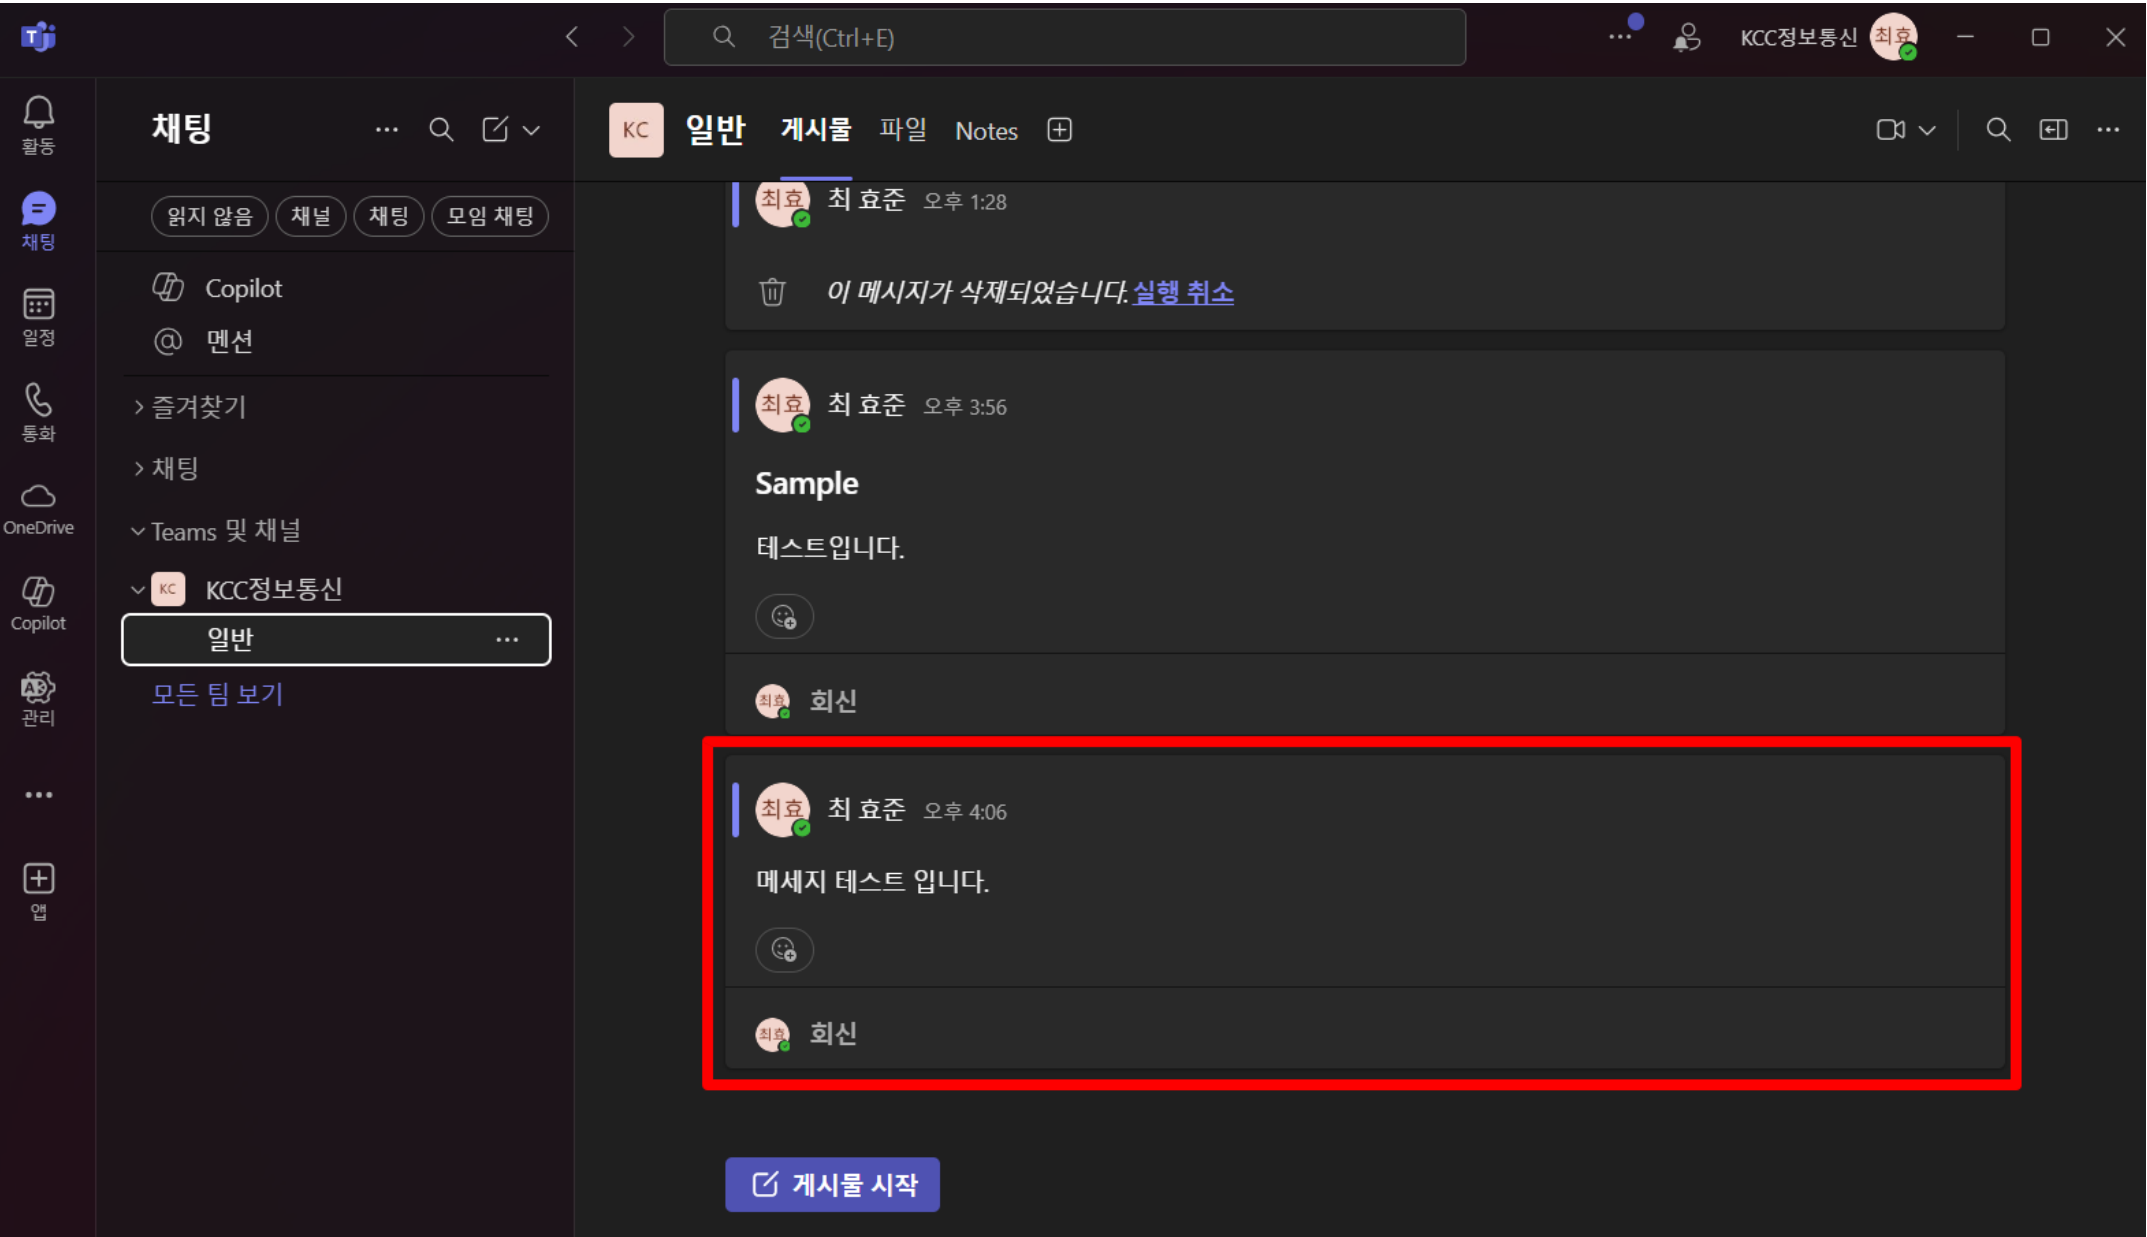 검색(Ctrl+E)
KCC정보통신
최효
활동
채팅
일정
통화
OneDrive
Copilot
관리
앱
채팅
읽지 않음
채널
채팅
모임 채팅
Copilot
멘션
즐겨찾기
채팅
Teams 및 채널
KC KCC정보통신
일반
모든 팀 보기
KC 일반 게시물 파일 Notes
최효 최 효준 오후 1:28
이 메시지가 삭제되었습니다. 실행 취소
최효 최 효준 오후 3:56
Sample
테스트입니다.
최효 회신
최효 최 효준 오후 4:06
메세지 테스트 입니다.
최효 회신
게시물 시작